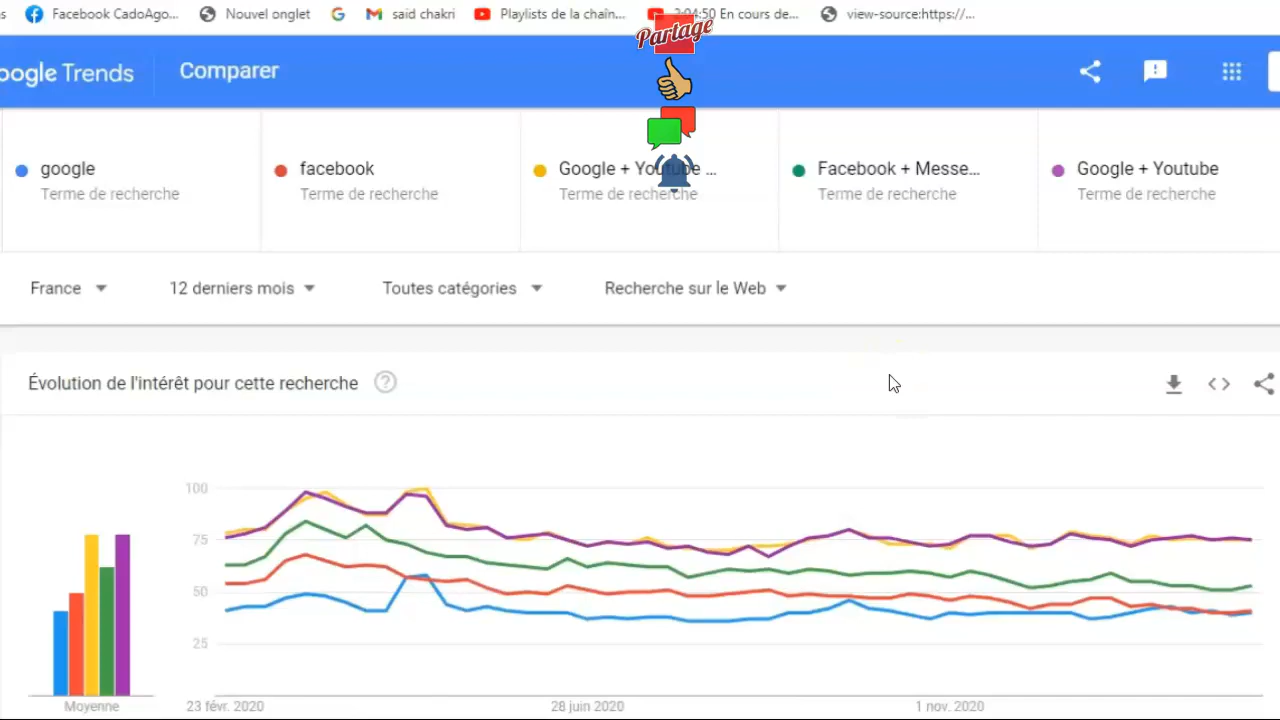 s Facebook CadoAgo... Nouvel onglet said chakri Playlists de la chaîn... 2:04:50 En cours de... view-source:https://...
Partage
oogle Trends Comparer
google
Terme de recherche
facebook
Terme de recherche
Google + Youtube ...
Terme de recherche
Facebook + Messe...
Terme de recherche
Google + Youtube
Terme de recherche
France 12 derniers mois Toutes catégories Recherche sur le Web
Évolution de l'intérêt pour cette recherche ?
100
75
50
25
Moyenne 23 févr. 2020 28 juin 2020 1 nov. 2020